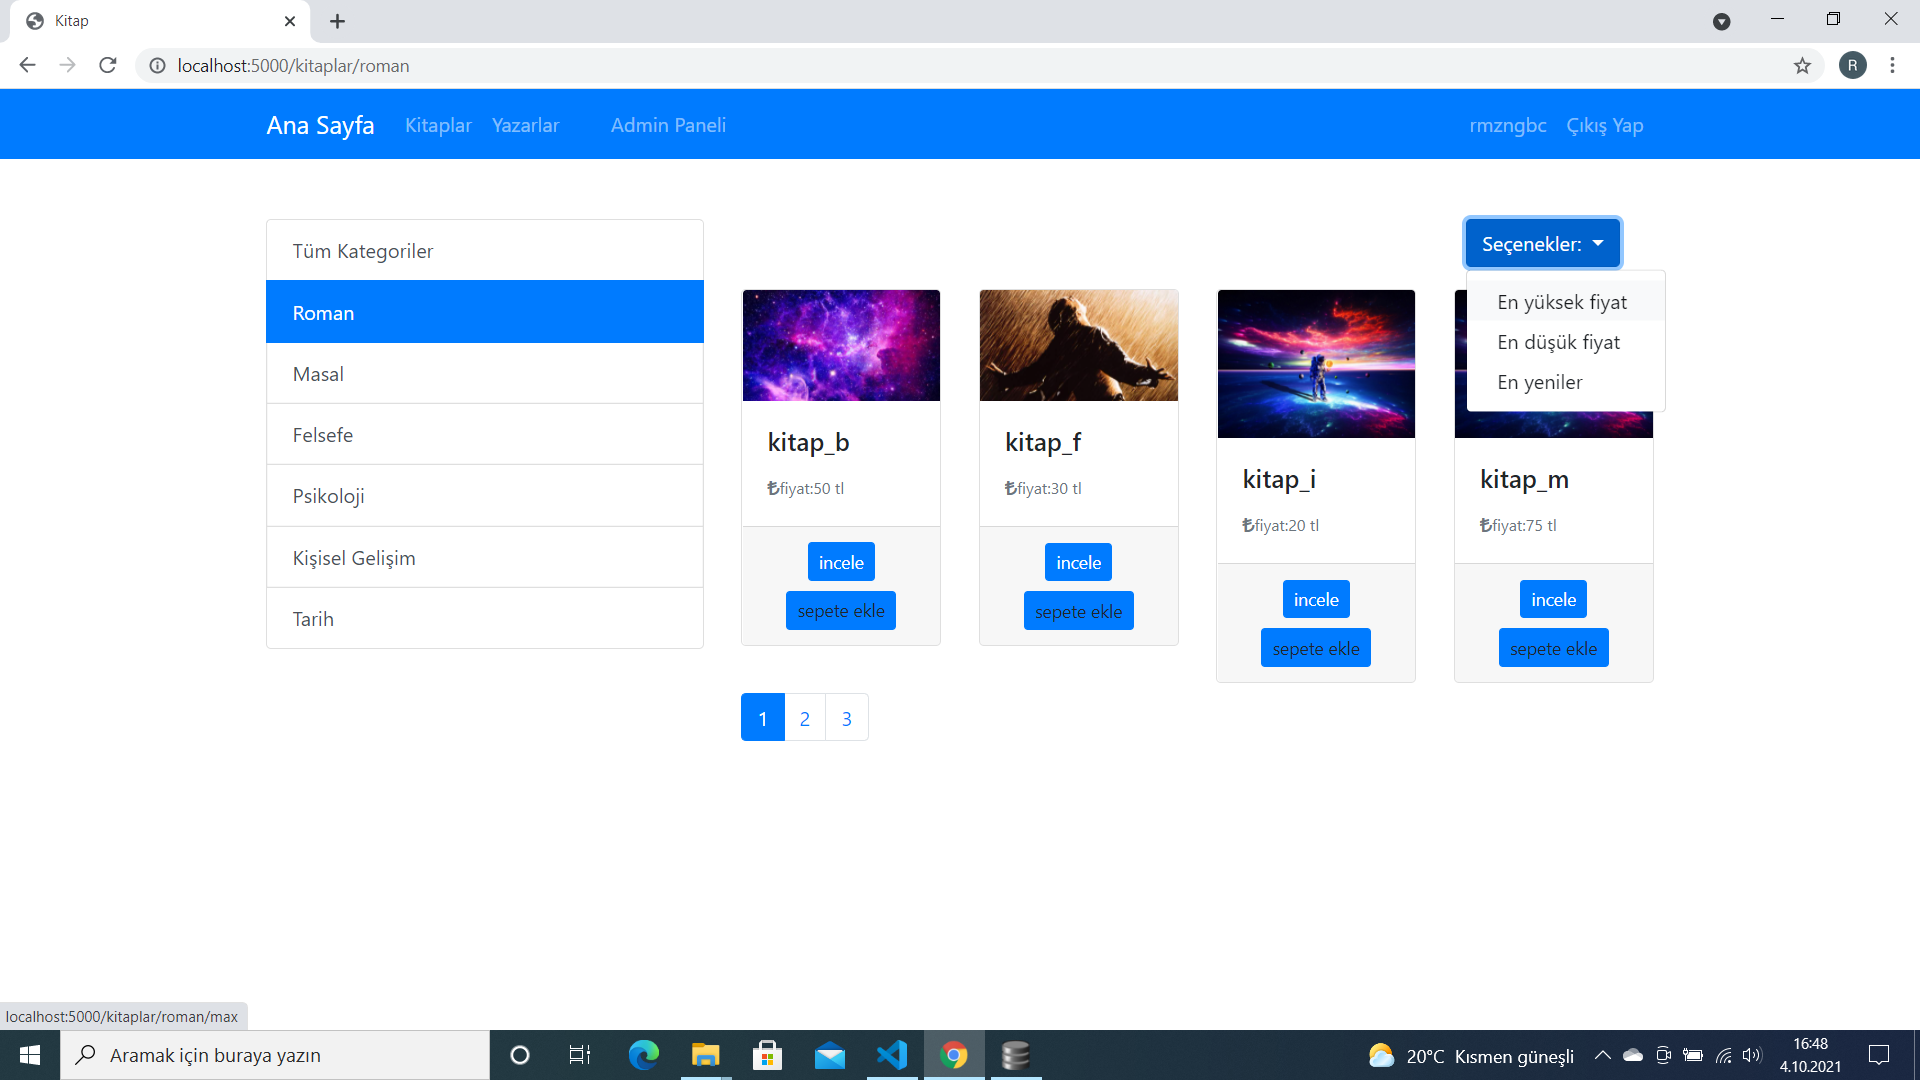 Kitap
localhost:5000/kitaplar/roman
R
Ana Sayfa Kitaplar Yazarlar Admin Paneli rmzngbc Çıkış Yap
Tüm Kategoriler
Roman
Masal
Felsefe
Psikoloji
Kişisel Gelişim
Tarih
Seçenekler:
En yüksek fiyat
En düşük fiyat
En yeniler
kitap_b
₺fiyat:50 tl
incele
sepete ekle
kitap_f
₺fiyat:30 tl
incele
sepete ekle
kitap_i
₺fiyat:20 tl
incele
sepete ekle
kitap_m
₺fiyat:75 tl
incele
sepete ekle
1 2 3
localhost:5000/kitaplar/roman/max
Aramak için buraya yazın
20°C Kısmen güneşli
16:48
4.10.2021